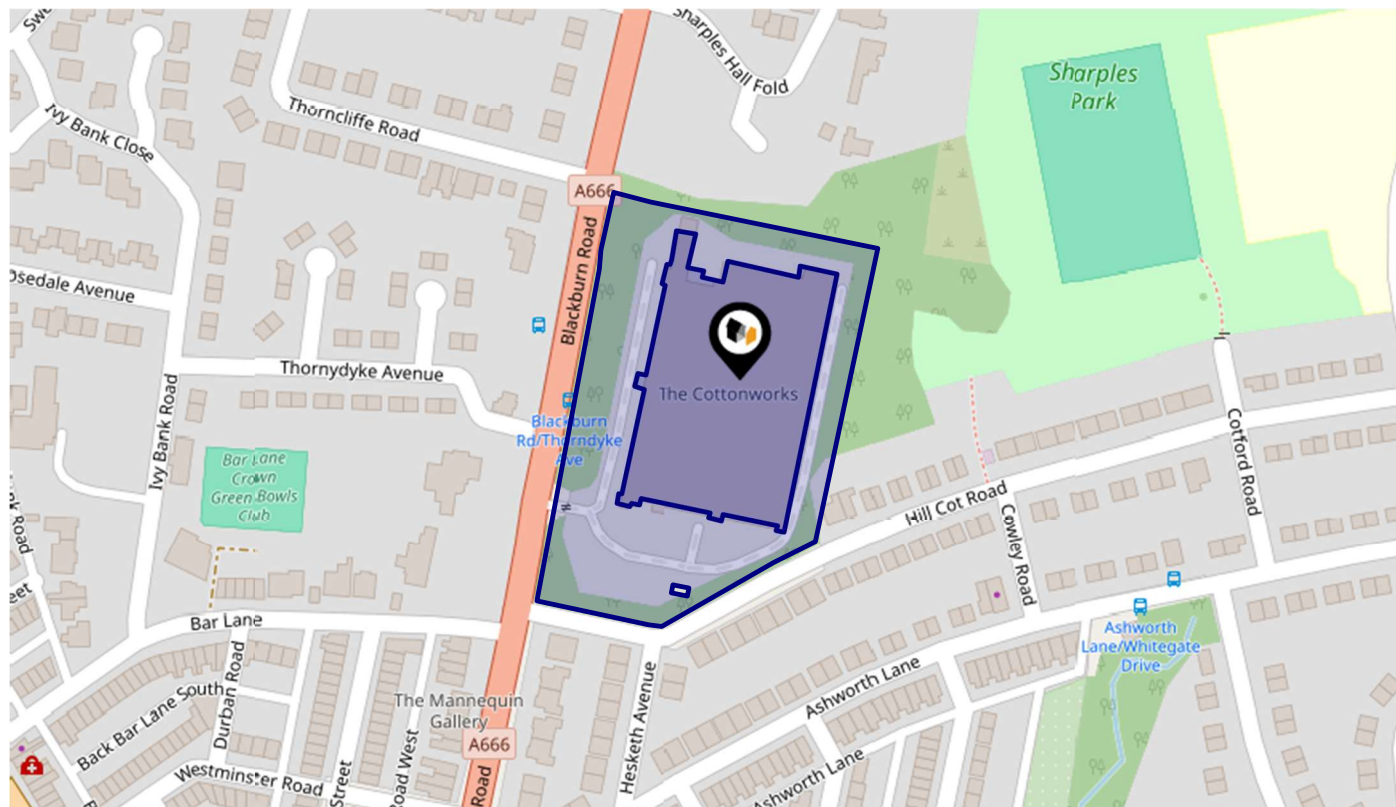 Sharples Hall Fold
Sharples
Park
Ivy Bank Close
Thorncliffe Road
A666
Blackburn Road
Thornydyke Avenue
The Cottonworks
Blackburn
Rd/Thorndyke
Ave
Ivy Bank Road
Bar Lane
Crown
Green Bowls
Club
Cotford Road
Hill Cot Road
Cowley Road
Bar Lane
Ashworth
Lane/Whitegate
Drive
Durban Road
Back Bar Lane South
The Mannequin
Gallery
Ashworth Lane
Hesketh Avenue
A666
Westminster Road
Street
Road West
Road
Ashworth Lane